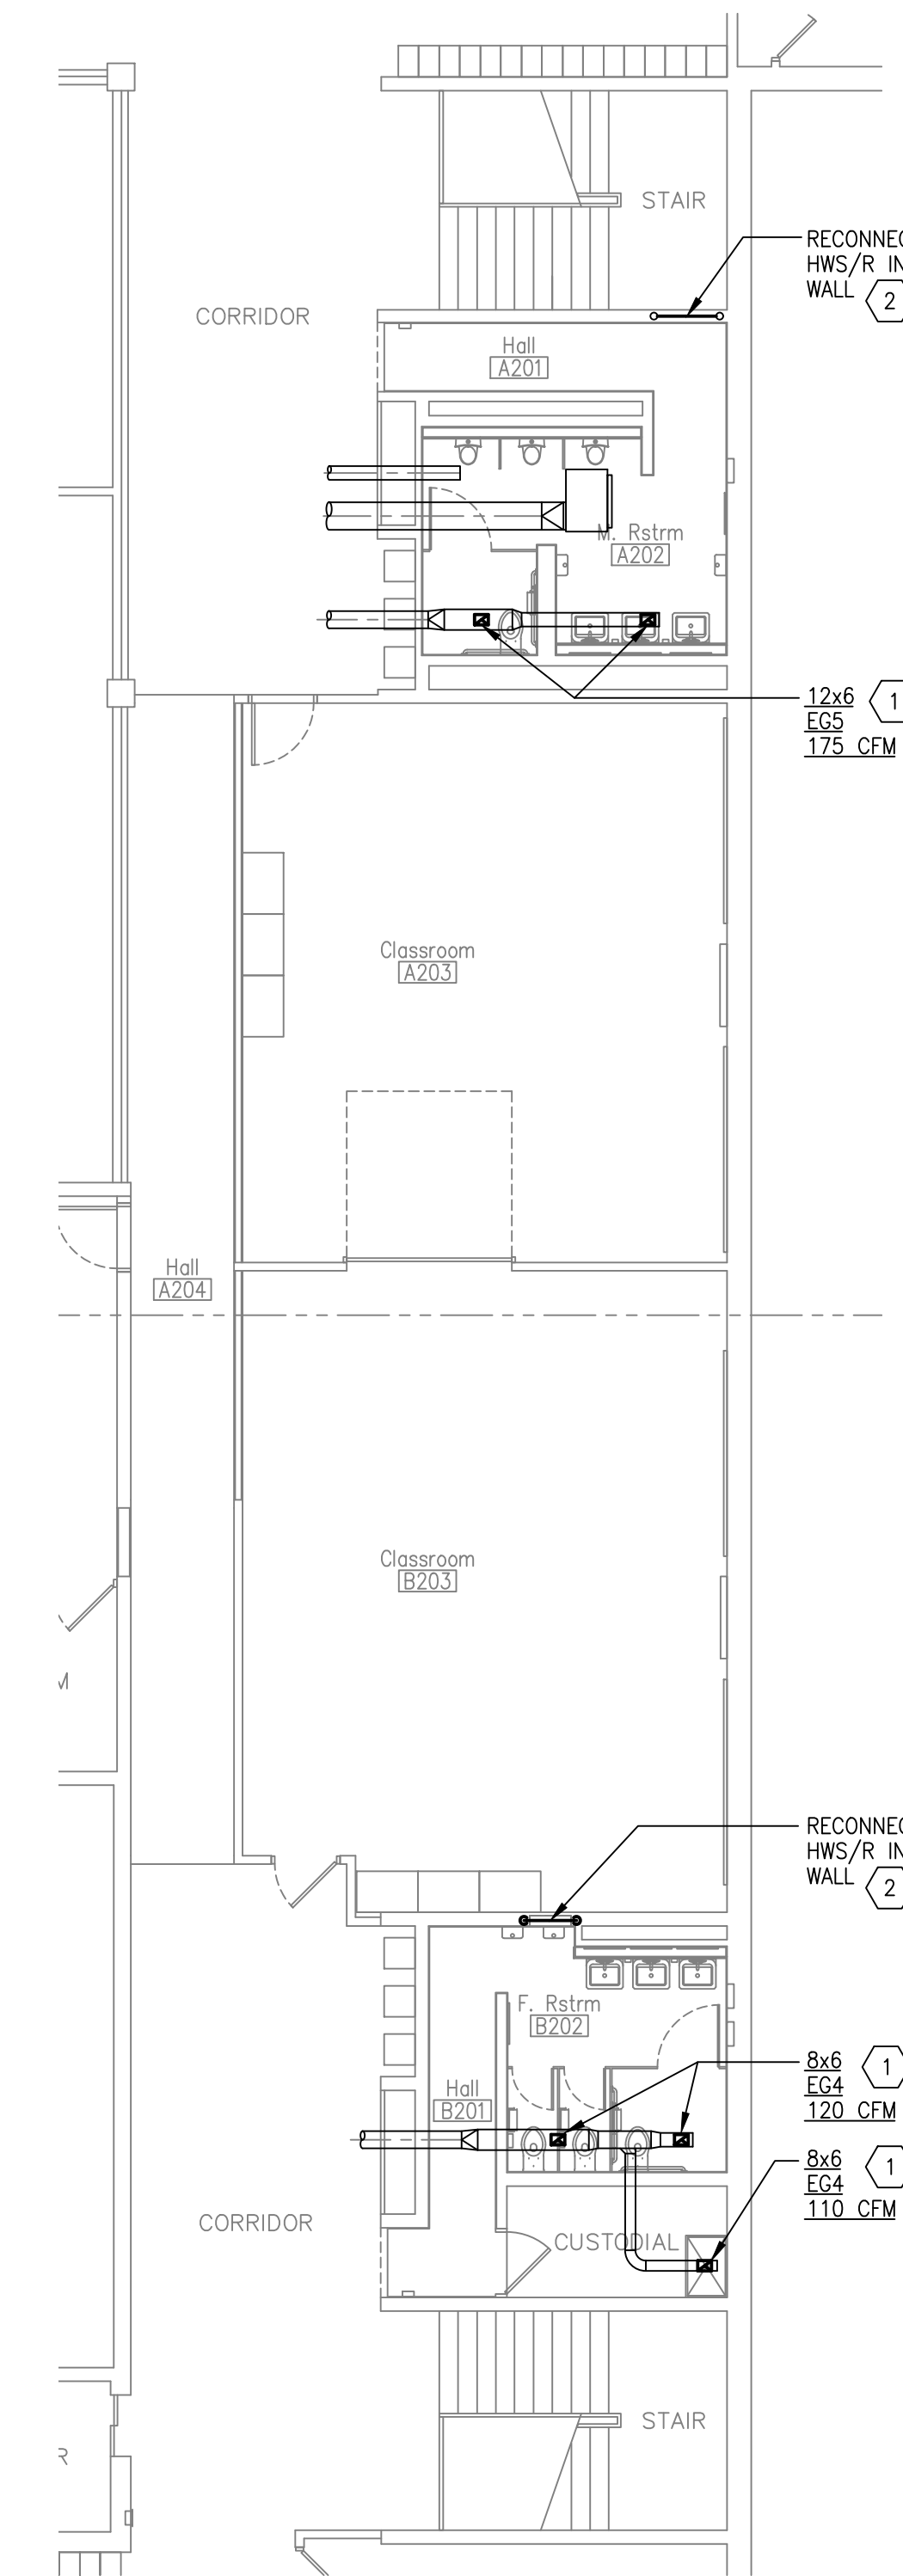 STAIR
RECONNEC
HWS/R IN
WALL 2
CORRIDOR
Hall
A201
M. Rstrm
A202
12x6 1
EG5
175 CFM
Classroom
A203
Hall
A204
Classroom
B203
M
RECONNEC
HWS/R IN
WALL 2
F. Rstrm
B202
8x6 1
EG4
120 CFM
Hall
B201
8x6 1
EG4
110 CFM
CORRIDOR
CUSTODIAL
STAIR
R